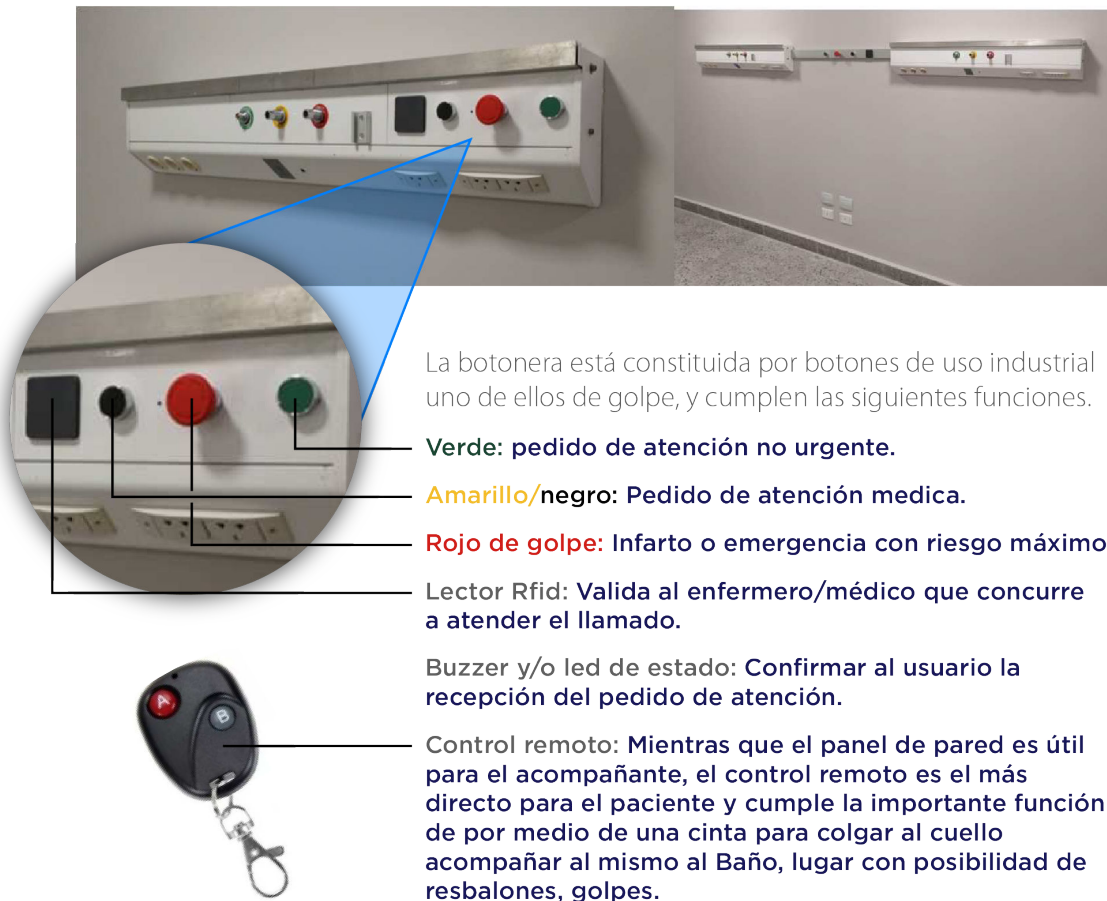 La botonera está constituida por botones de uso industrial
uno de ellos de golpe, y cumplen las siguientes funciones.
Verde: pedido de atención no urgente.
Amarillo/negro: Pedido de atención medica.
Rojo de golpe: Infarto o emergencia con riesgo máximo
Lector Rfid: Valida al enfermero/médico que concurre
a atender el llamado.
Buzzer y/o led de estado: Confirmar al usuario la
recepción del pedido de atención.
A
B
Control remoto: Mientras que el panel de pared es útil
para el acompañante, el control remoto es el más
directo para el paciente y cumple la importante función
de por medio de una cinta para colgar al cuello
acompañar al mismo al Baño, lugar con posibilidad de
resbalones, golpes.